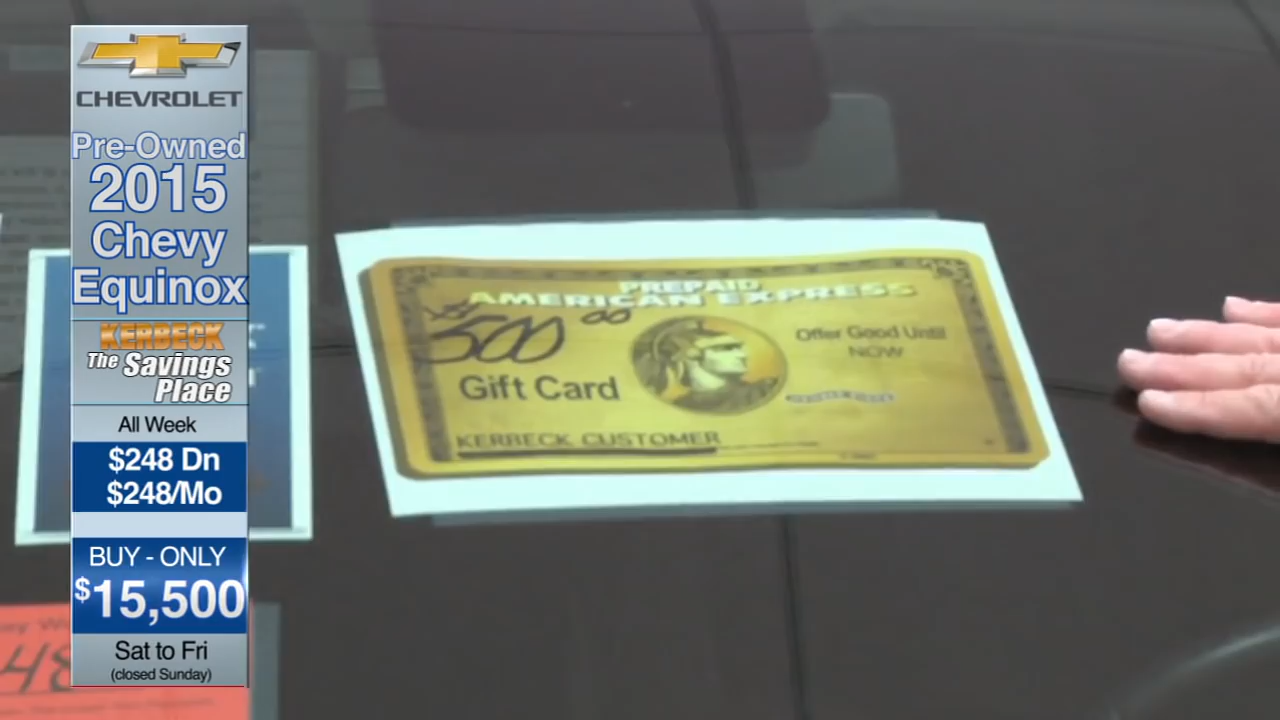 CHEVROLET
Pre-Owned
2015
Chevy
Equinox
KERBECK
The Savings
Place
All Week
$248 Dn
$248/Mo
BUY - ONLY
$15,500
Sat to Fri
(closed Sunday)
PREPAID
AMERICAN EXPRESS
$500 00
Offer Good Until
NOW
Gift Card
KERBECK CUSTOMER
48